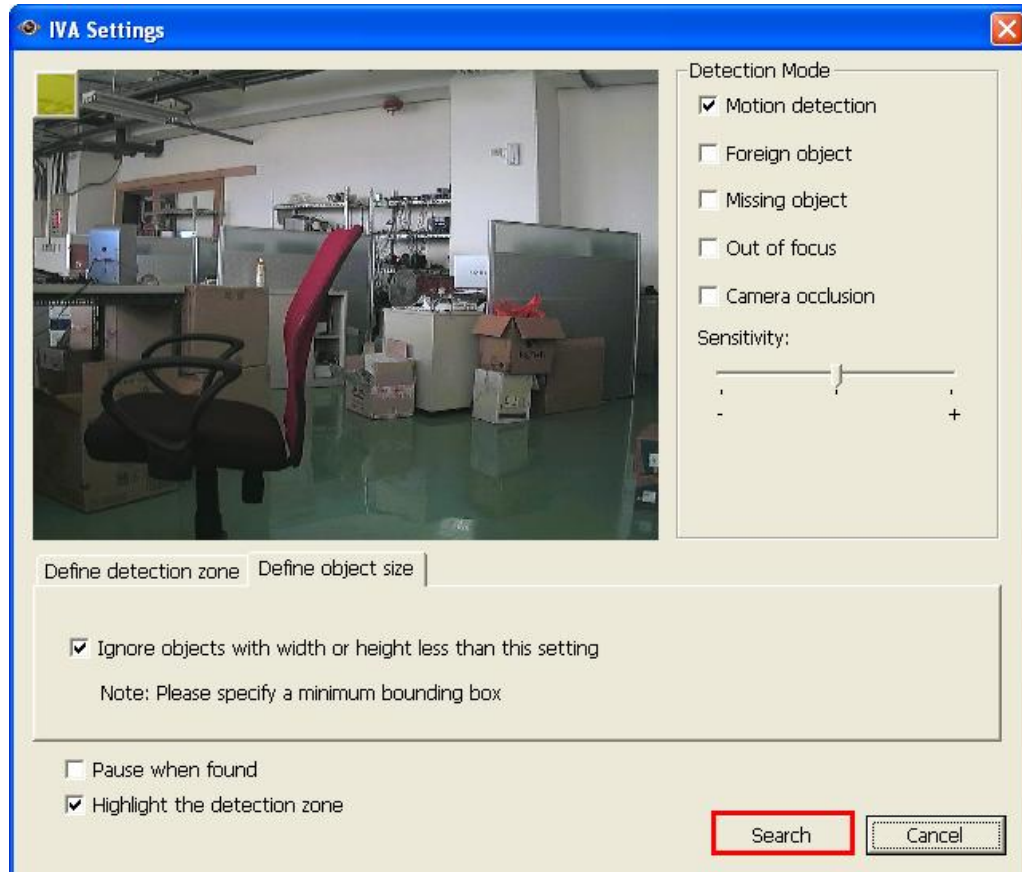 IVA Settings
Detection Mode
Motion detection
Foreign object
Missing object
Out of focus
Camera occlusion
Sensitivity:
- +
Define detection zone Define object size
Ignore objects with width or height less than this setting
Note: Please specify a minimum bounding box
Pause when found
Highlight the detection zone
Search Cancel